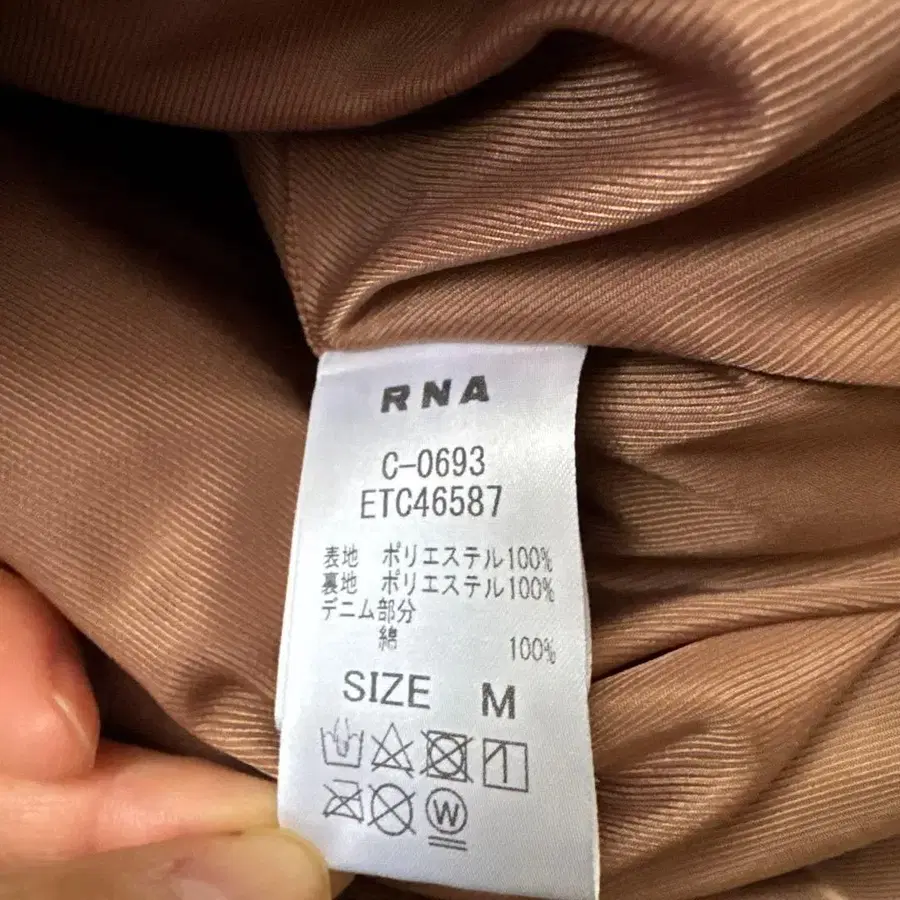 RNA
C-0693
ETC46587
表地 ポリエステル100%
裏地 ポリエステル100%
デニム部分
綿 100%
SIZE M
W